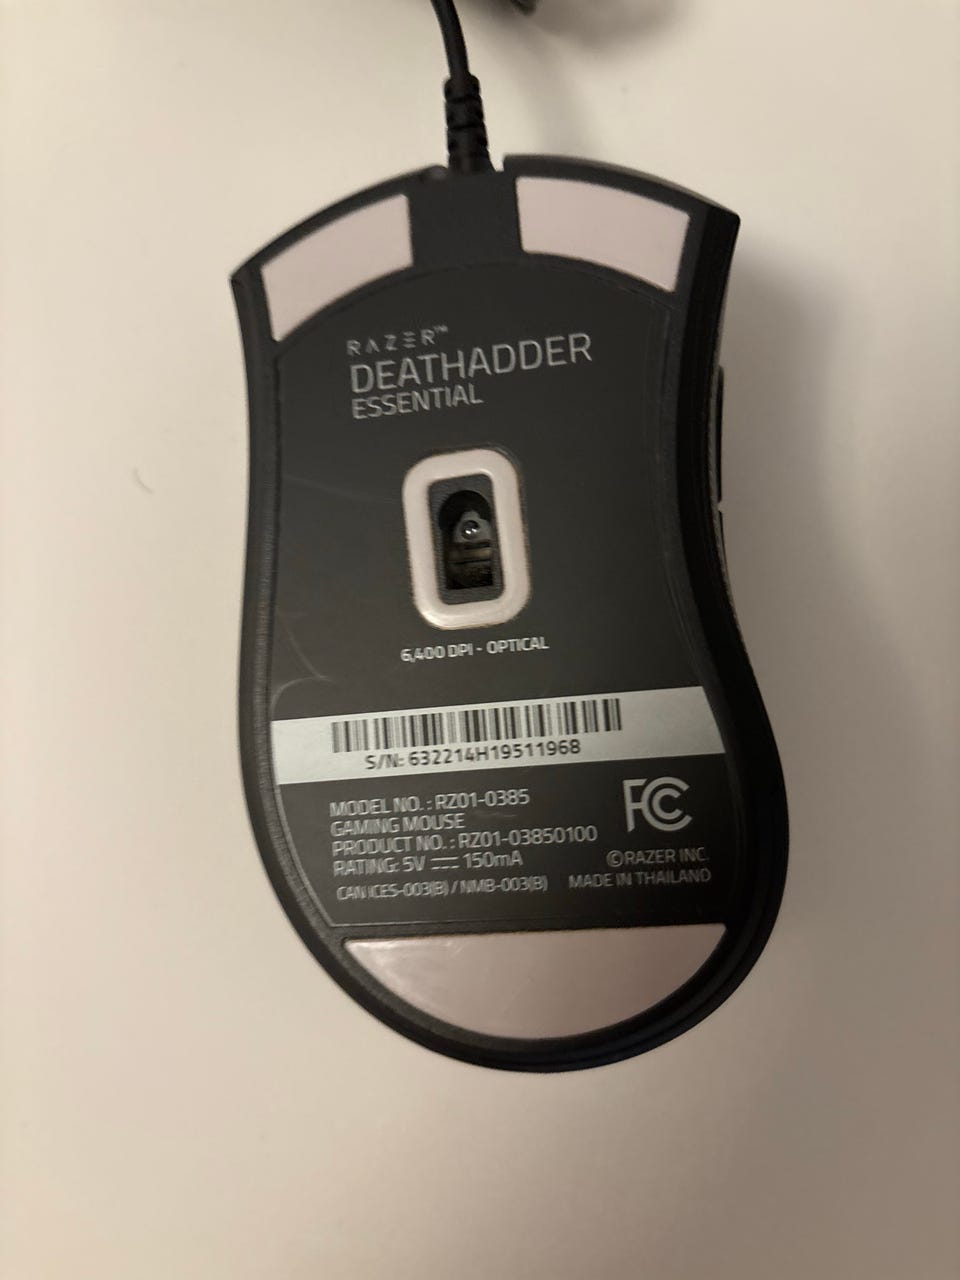 RAZER™
DEATHADDER
ESSENTIAL
6,400 DPI - OPTICAL
S/N: 632214H19511968
MODEL NO. : RZ01-0385
GAMING MOUSE
PRODUCT NO. : RZ01-03850100
RATING: 5V ⎓ 150mA
CAN ICES-003(B) / NMB-003(B)
FC
©RAZER INC.
MADE IN THAILAND